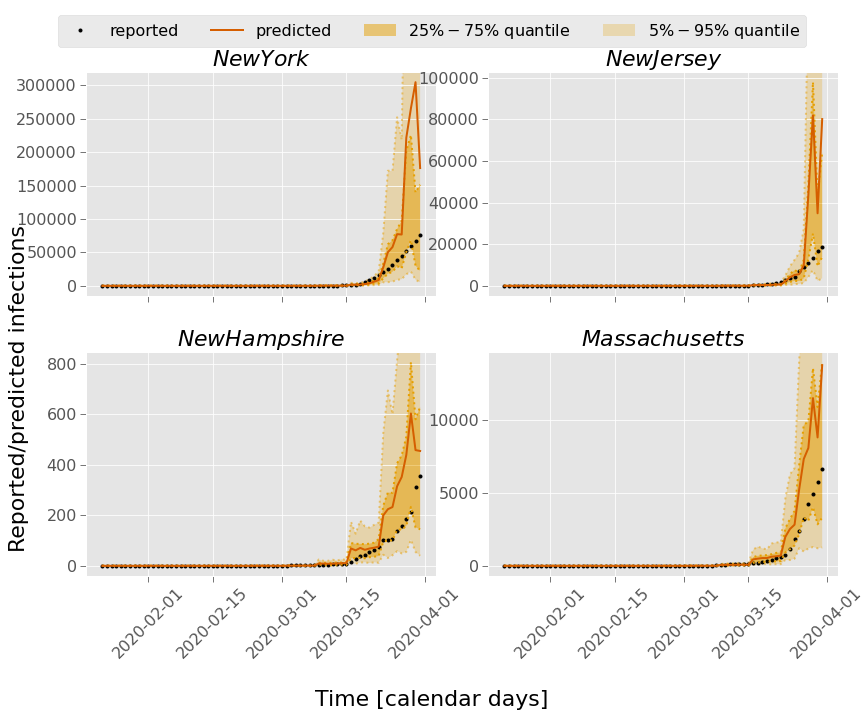 reported predicted 25% − 75% quantile 5% − 95% quantile
NewYork
NewJersey
300000
250000
200000
150000
100000
50000
0
100000
80000
60000
40000
20000
0
NewHampshire
Massachusetts
800
600
400
200
0
10000
5000
0
Reported/predicted infections
2020-02-01 2020-02-15 2020-03-01 2020-03-15 2020-04-01
2020-02-01 2020-02-15 2020-03-01 2020-03-15 2020-04-01
Time [calendar days]